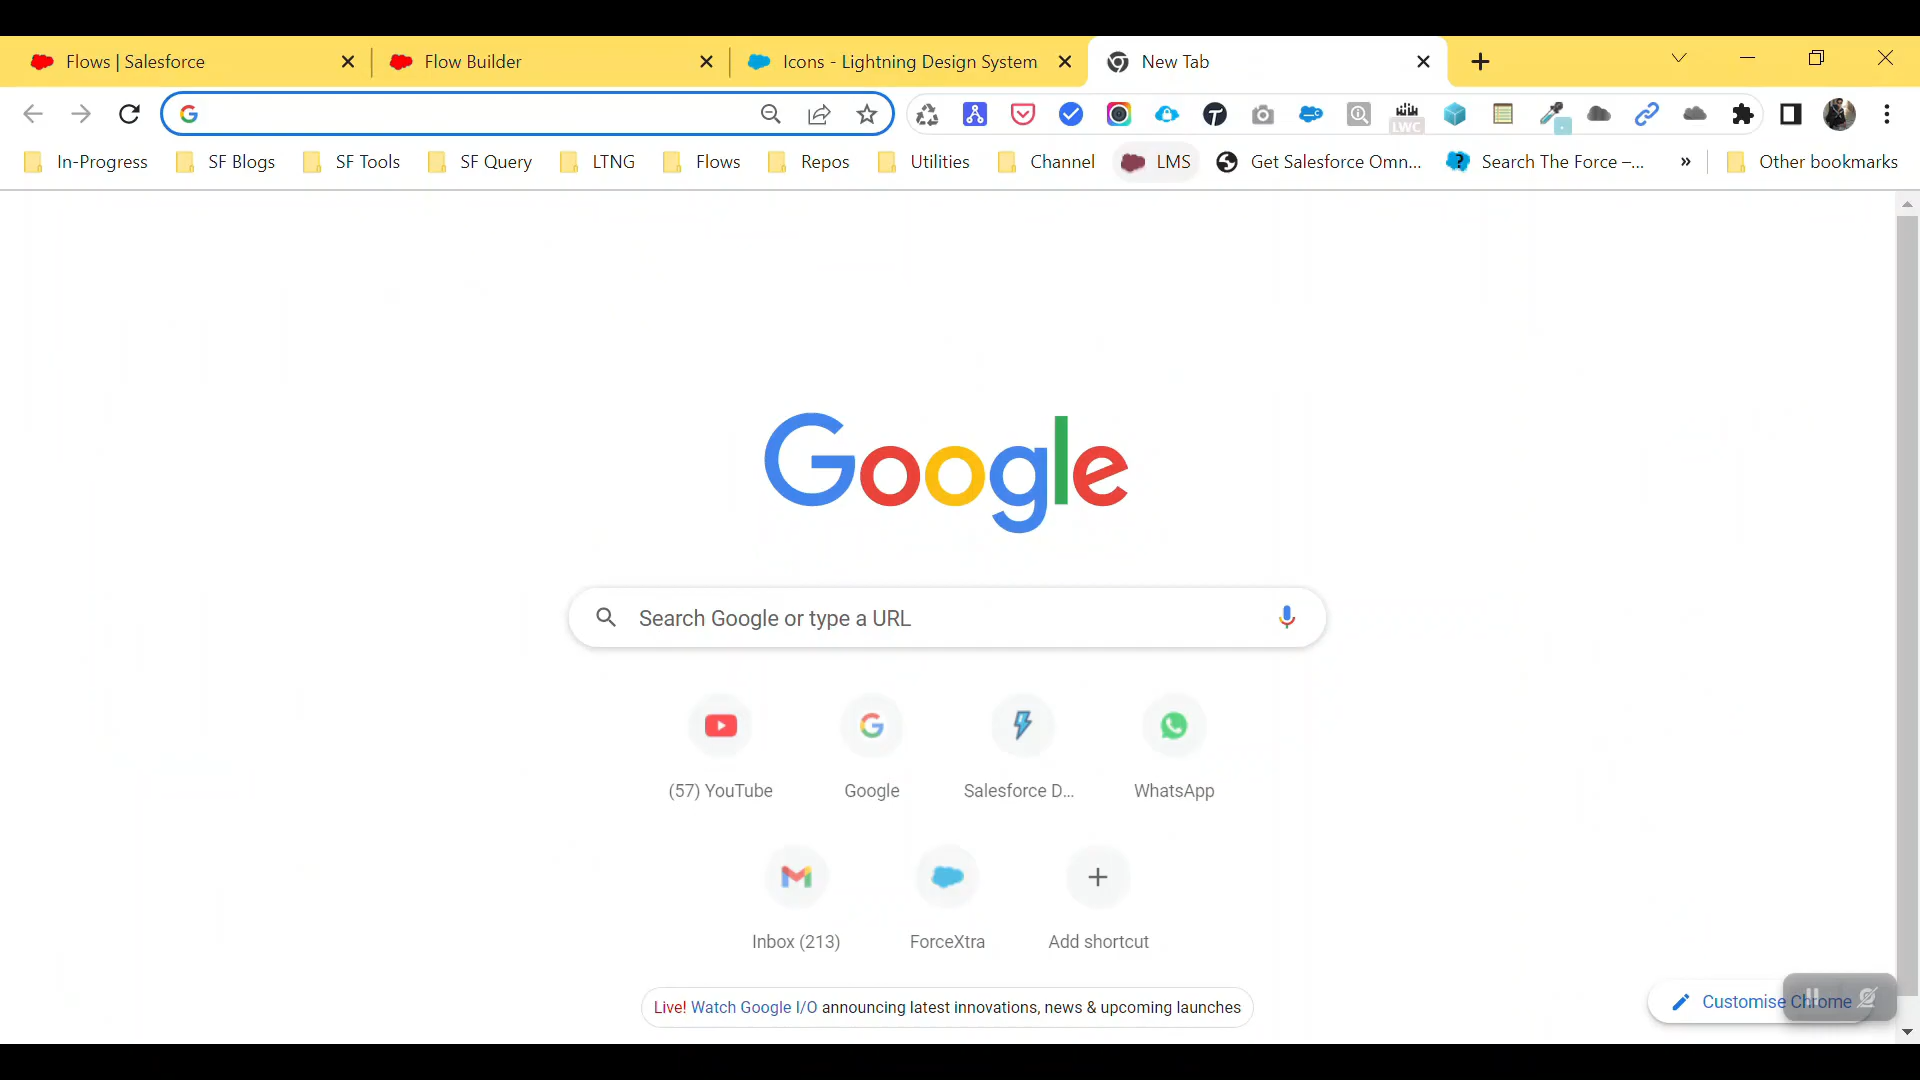 Flows | Salesforce
Flow Builder
Icons - Lightning Design System
New Tab
LWC
In-Progress
SF Blogs
SF Tools
SF Query
LTNG
Flows
Repos
Utilities
Channel
LMS
Get Salesforce Omn...
Search The Force –...
»
Other bookmarks
Google
Search Google or type a URL
(57) YouTube
Google
Salesforce D...
WhatsApp
Inbox (213)
ForceXtra
Add shortcut
Live! Watch Google I/O announcing latest innovations, news & upcoming launches
Customise Chrome